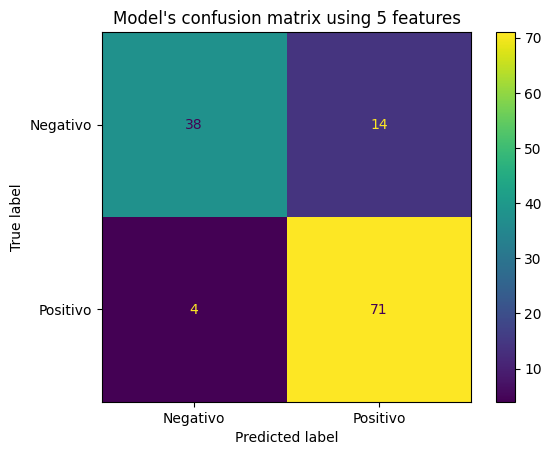 Model's confusion matrix using 5 features
70
60
50
40
30
20
10
True label
Negativo
38
14
Positivo
4
71
Negativo
Positivo
Predicted label